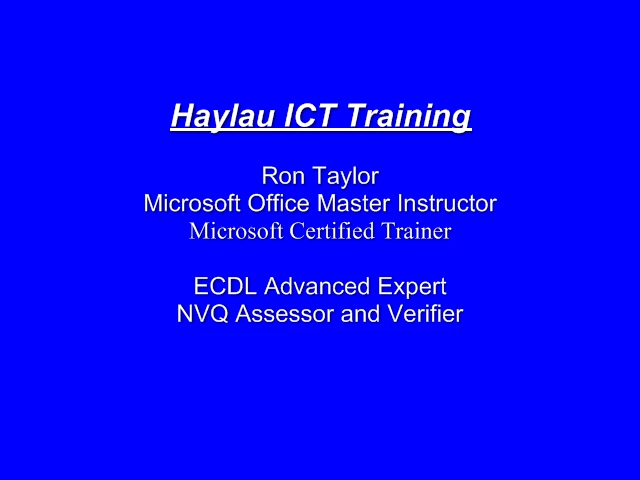 Haylau ICT Training
Ron Taylor
Microsoft Office Master Instructor
Microsoft Certified Trainer
ECDL Advanced Expert
NVQ Assessor and Verifier